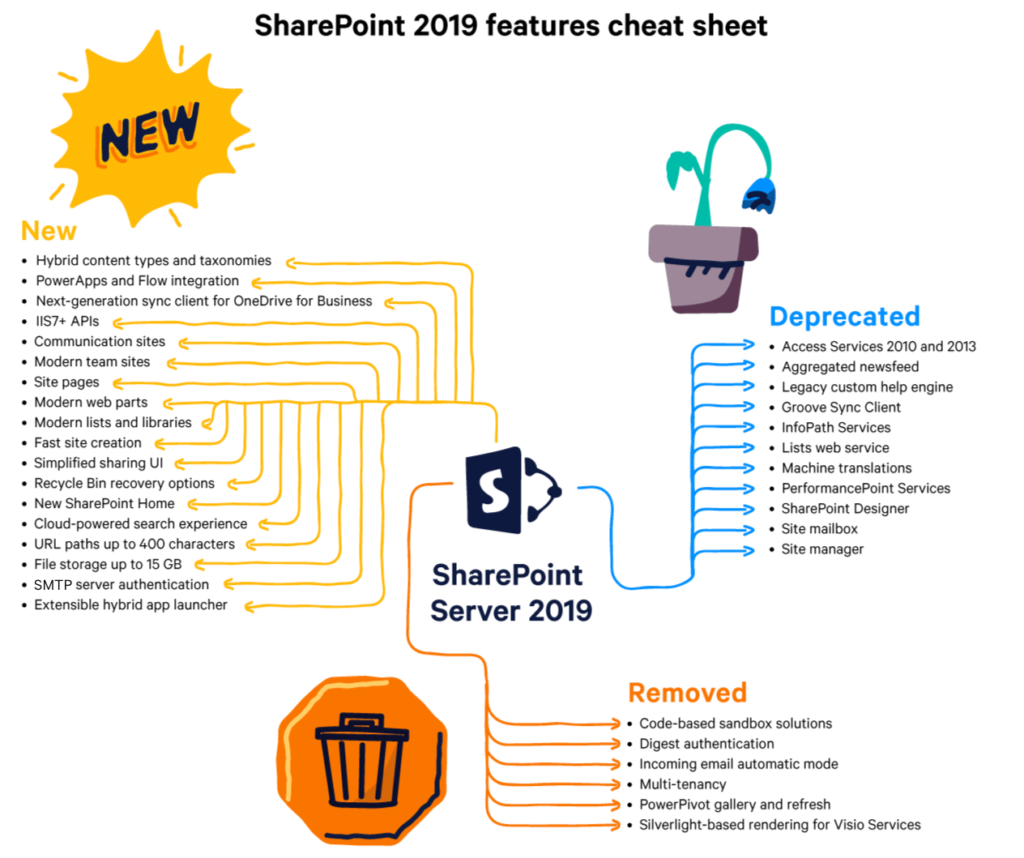 SharePoint 2019 features cheat sheet
NEW
New
• Hybrid content types and taxonomies
• PowerApps and Flow integration
• Next-generation sync client for OneDrive for Business
• IIS7+ APIs
• Communication sites
• Modern team sites
• Site pages
• Modern web parts
• Modern lists and libraries
• Fast site creation
• Simplified sharing UI
• Recycle Bin recovery options
• New SharePoint Home
• Cloud-powered search experience
• URL paths up to 400 characters
• File storage up to 15 GB
• SMTP server authentication
• Extensible hybrid app launcher
S
SharePoint
Server 2019
Deprecated
• Access Services 2010 and 2013
• Aggregated newsfeed
• Legacy custom help engine
• Groove Sync Client
• InfoPath Services
• Lists web service
• Machine translations
• PerformancePoint Services
• SharePoint Designer
• Site mailbox
• Site manager
Removed
• Code-based sandbox solutions
• Digest authentication
• Incoming email automatic mode
• Multi-tenancy
• PowerPivot gallery and refresh
• Silverlight-based rendering for Visio Services